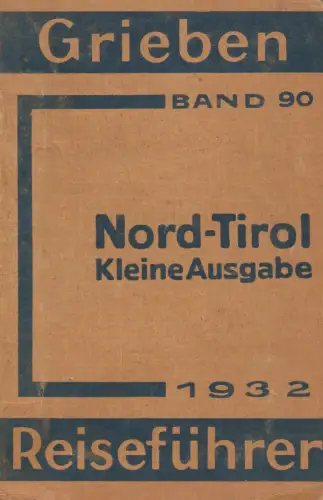 Grieben
BAND 90
Nord-Tirol
Kleine Ausgabe
1932
Reiseführer